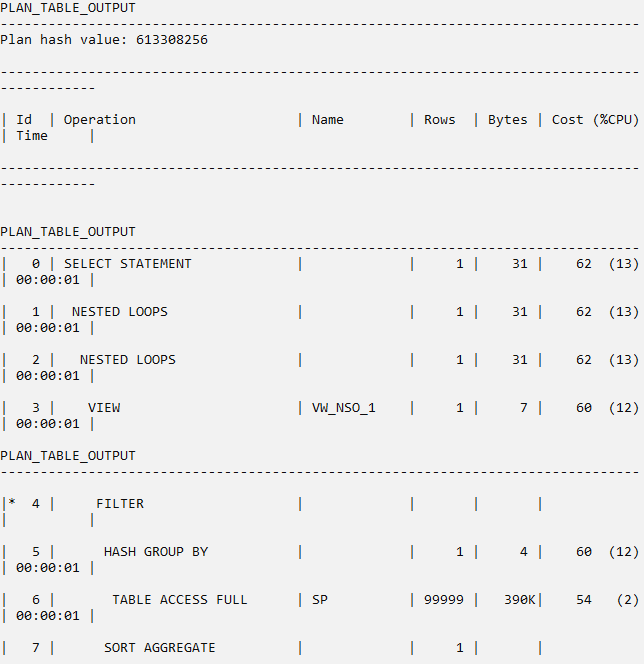 PLAN_TABLE_OUTPUT
--------------------------------------------------------------------------------
Plan hash value: 613308256
--------------------------------------------------------------------------------
------------
| Id  | Operation                    | Name       | Rows  | Bytes | Cost (%CPU)
| Time     |
--------------------------------------------------------------------------------
------------
PLAN_TABLE_OUTPUT
--------------------------------------------------------------------------------
|   0 | SELECT STATEMENT             |            |     1 |    31 |    62  (13)
| 00:00:01 |
|   1 |  NESTED LOOPS                |            |     1 |    31 |    62  (13)
| 00:00:01 |
|   2 |   NESTED LOOPS               |            |     1 |    31 |    62  (13)
| 00:00:01 |
|   3 |    VIEW                      | VW_NSO_1   |     1 |     7 |    60  (12)
| 00:00:01 |
PLAN_TABLE_OUTPUT
--------------------------------------------------------------------------------
|*  4 |     FILTER                   |            |       |       |
|          |
|   5 |      HASH GROUP BY           |            |     1 |     4 |    60  (12)
| 00:00:01 |
|   6 |       TABLE ACCESS FULL      | SP         | 99999 |   390K|    54   (2)
| 00:00:01 |
|   7 |      SORT AGGREGATE          |            |     1 |       |